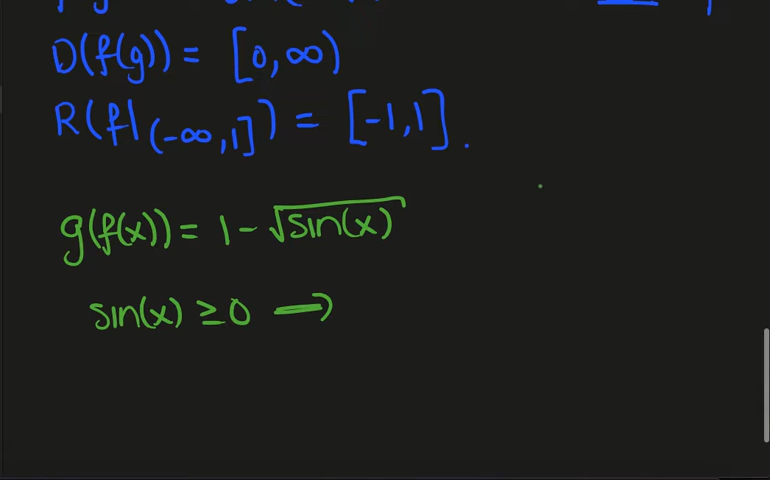 D(f(g)) = [0, ∞)
R(f|(-∞,1]) = [-1,1].
g(f(x)) = 1 - √sin(x)
sin(x) ≥ 0 ⟹